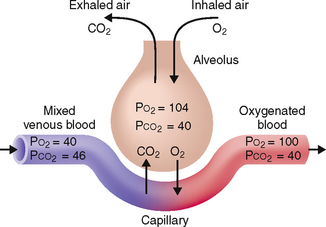 Exhaled air
CO₂
Inhaled air
O₂
Alveolus
PO₂ = 104
PCO₂ = 40
CO₂ O₂
Mixed
venous blood
PO₂ = 40
PCO₂ = 46
Oxygenated
blood
PO₂ = 100
PCO₂ = 40
Capillary